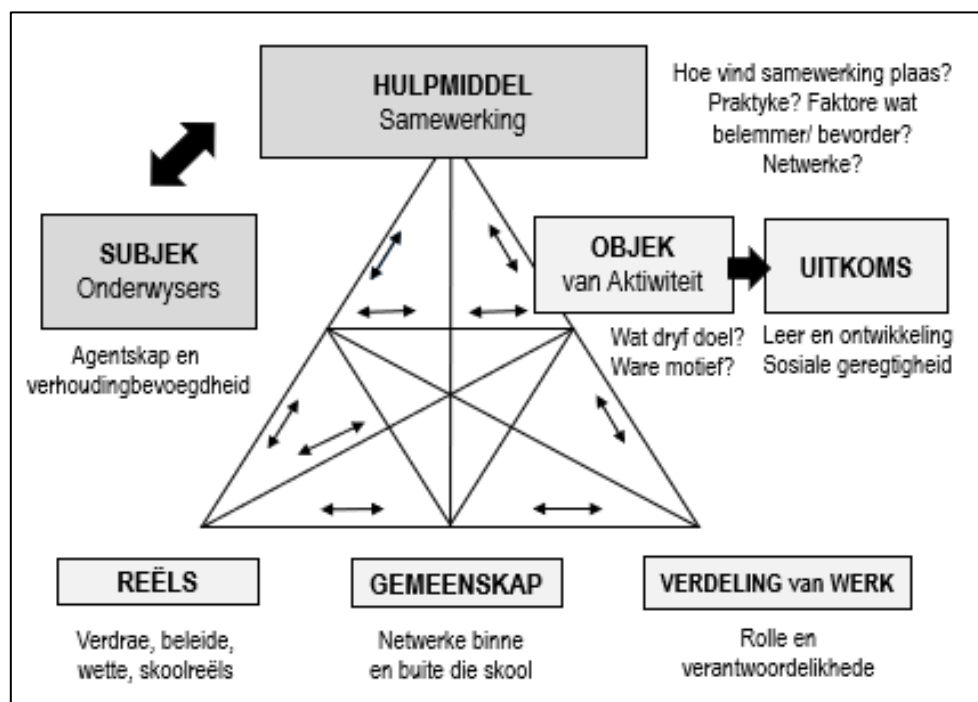 HULPMIDDEL
Samewerking
Hoe vind samewerking plaas?
Praktyke? Faktore wat
belemmer/ bevorder?
Netwerke?
SUBJEK
Onderwysers
Agentskap en
verhoudingbevoegdheid
OBJEK
van Aktiwiteit
Wat dryf doel?
Ware motief?
UITKOMS
Leer en ontwikkeling
Sosiale geregtigheid
REËLS
Verdrae, beleide,
wette, skoolreëls
GEMEENSKAP
Netwerke binne
en buite die skool
VERDELING van WERK
Rolle en
verantwoordelikhede